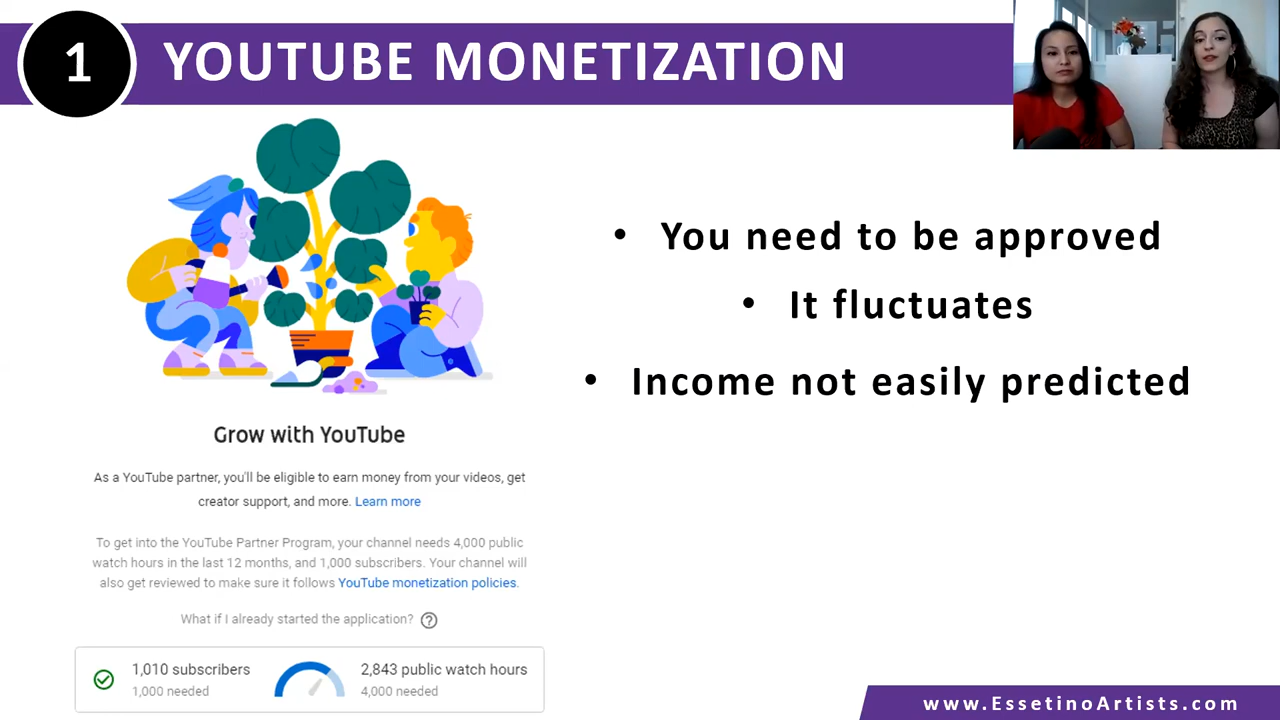 1
YOUTUBE MONETIZATION
• You need to be approved
• It fluctuates
• Income not easily predicted
Grow with YouTube
As a YouTube partner, you'll be eligible to earn money from your videos, get
creator support, and more. Learn more
To get into the YouTube Partner Program, your channel needs 4,000 public
watch hours in the last 12 months, and 1,000 subscribers. Your channel will
also get reviewed to make sure it follows YouTube monetization policies.
What if I already started the application? ?
1,010 subscribers
1,000 needed
2,843 public watch hours
4,000 needed
www.EssetinoArtists.com